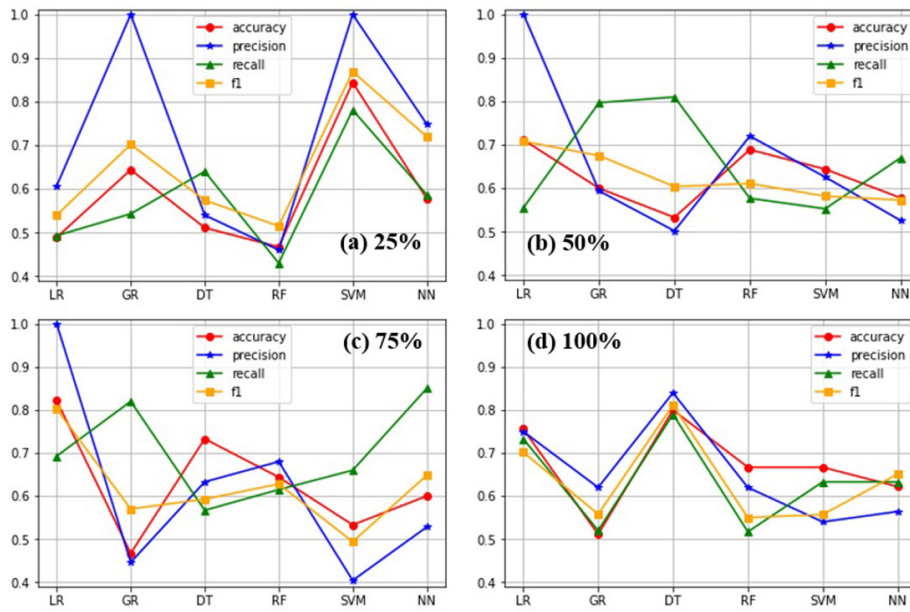 1.0
0.9
0.8
0.7
0.6
0.5
0.4
accuracy
precision
recall
f1
(a) 25%
LR GR DT RF SVM NN
1.0
0.9
0.8
0.7
0.6
0.5
0.4
accuracy
precision
recall
f1
(b) 50%
LR GR DT RF SVM NN
1.0
0.9
0.8
0.7
0.6
0.5
0.4
accuracy
precision
recall
f1
(c) 75%
LR GR DT RF SVM NN
1.0
0.9
0.8
0.7
0.6
0.5
0.4
(d) 100%
accuracy
precision
recall
f1
LR GR DT RF SVM NN